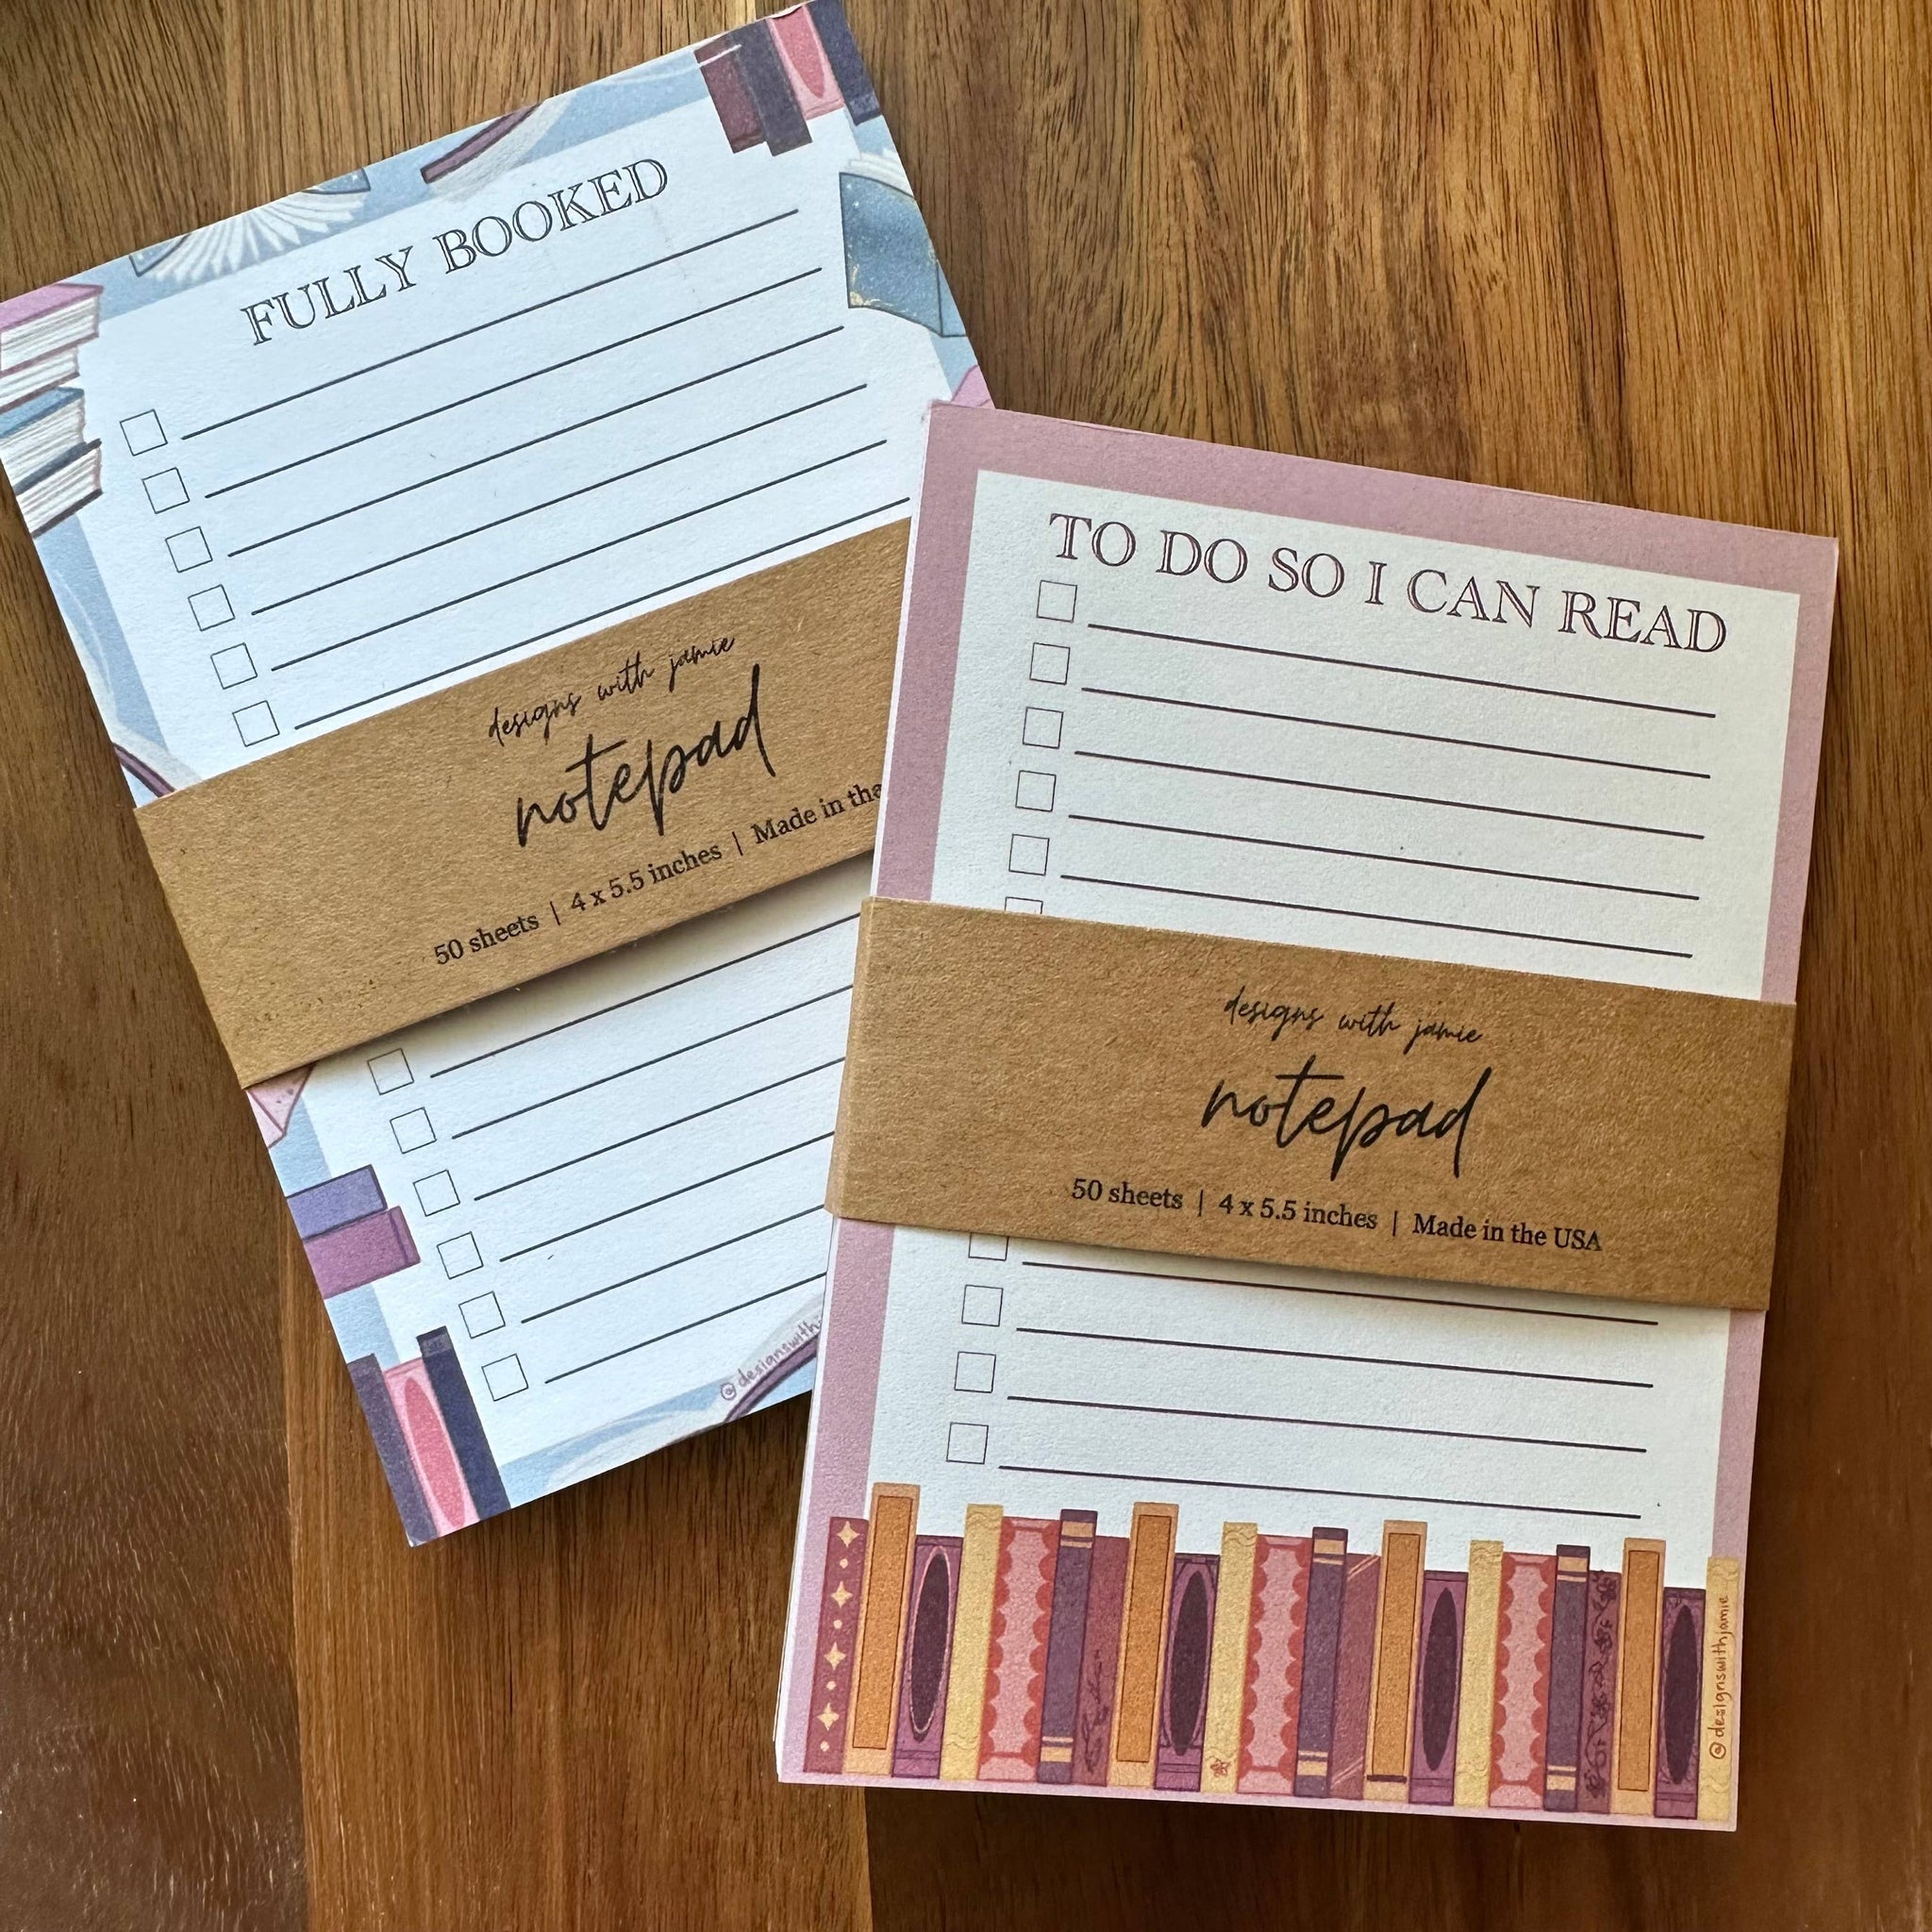 FULLY BOOKED
designs with jamie
notepad
50 sheets | 4 x 5.5 inches | Made in the
@designswith
TO DO SO I CAN READ
designs with jamie
notepad
50 sheets | 4 x 5.5 inches | Made in the USA
@designswithjamie